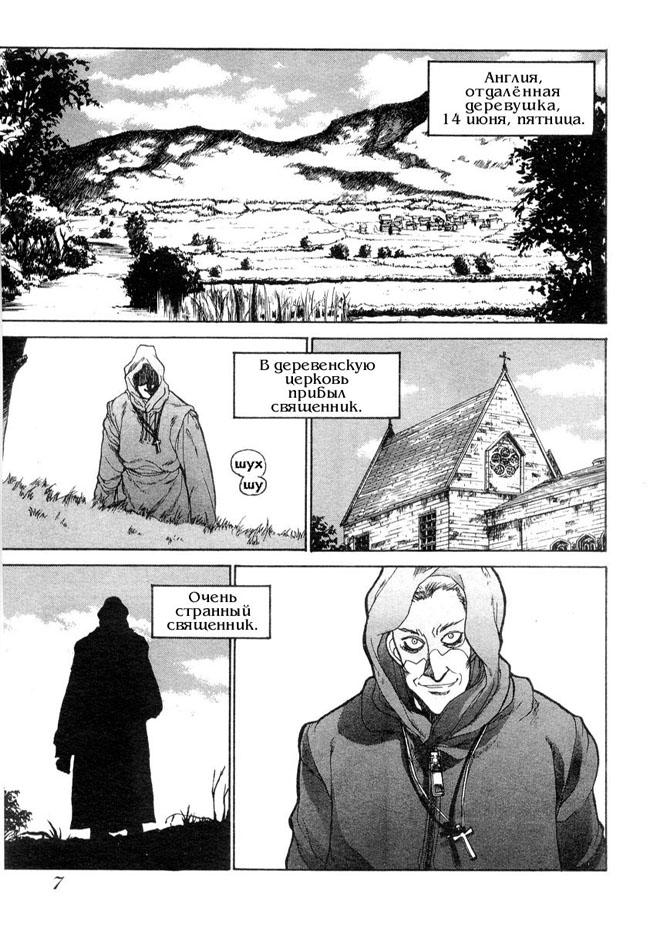 Англия,
отдалённая
деревушка,
14 июня, пятница.
В деревенскую
церковь
прибыл
священник.
шух
шу
Очень
странный
священник.
7